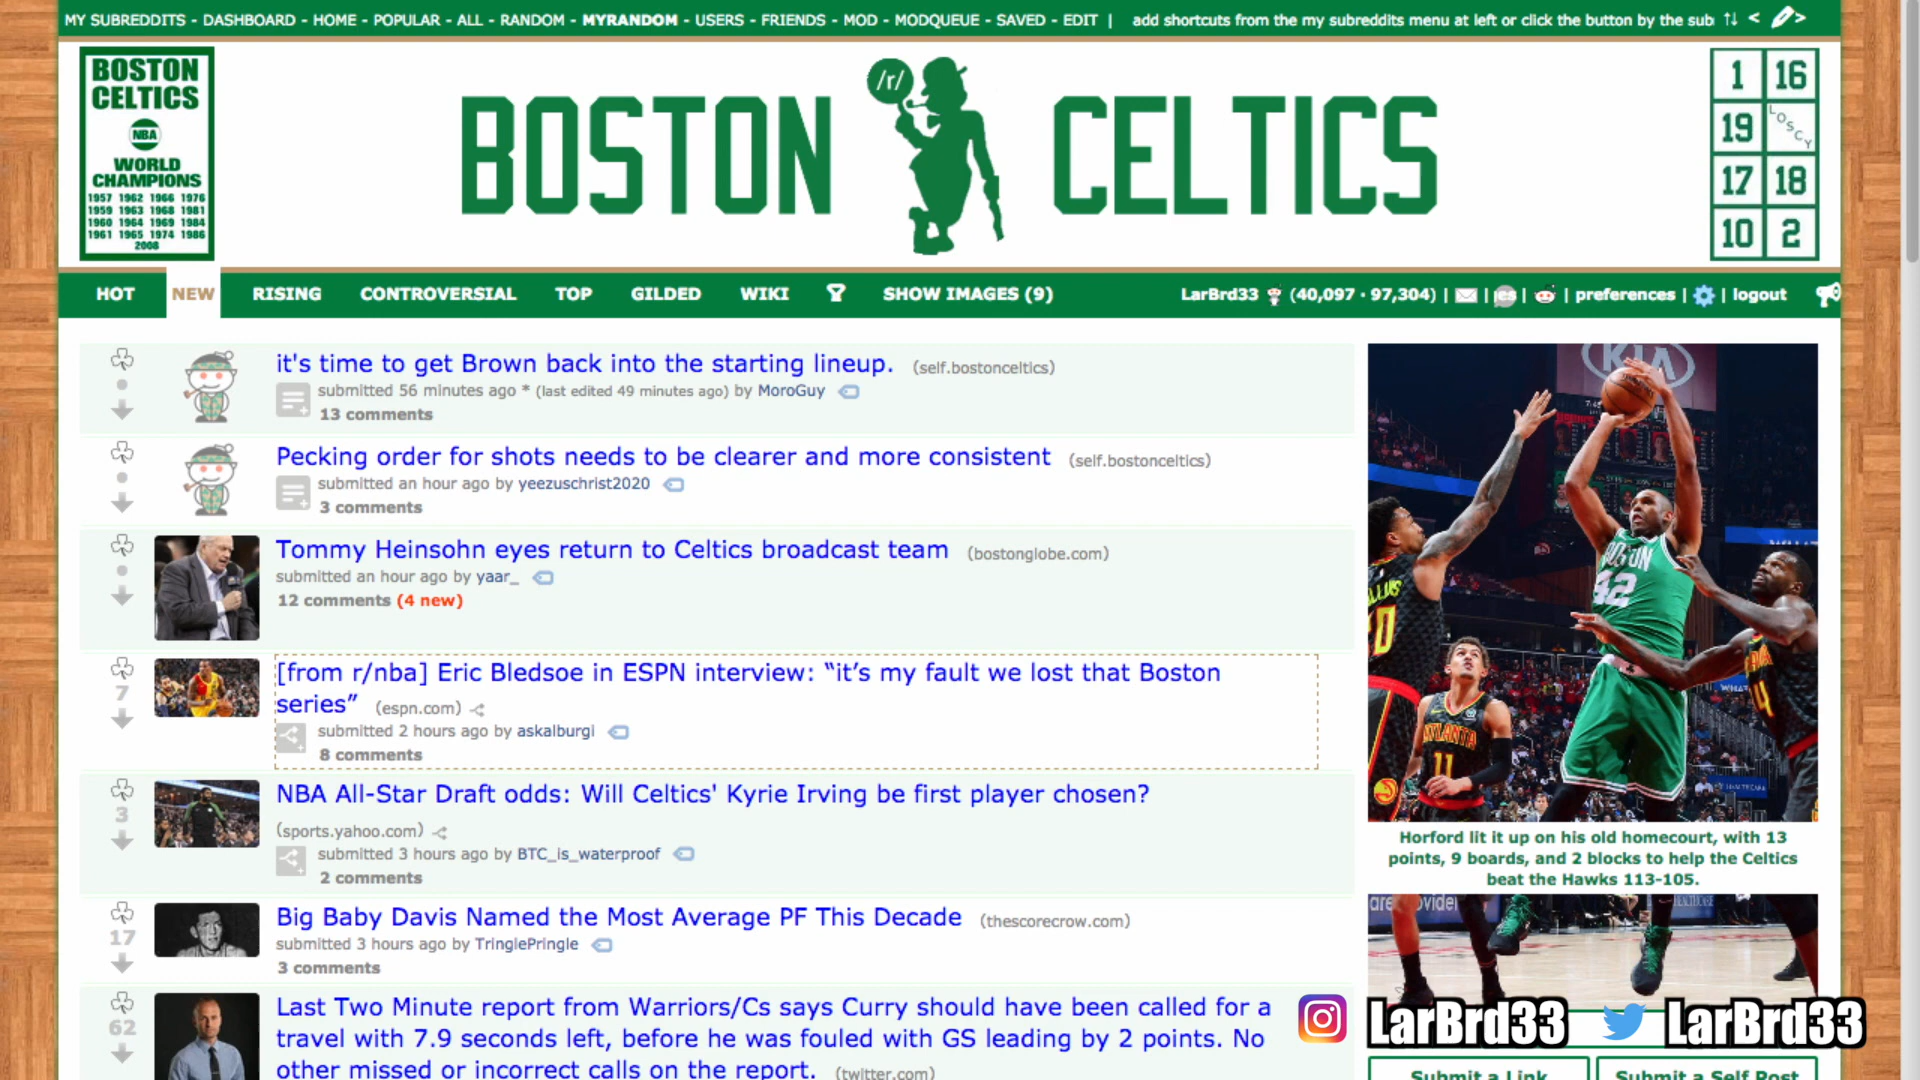 MY SUBREDDITS - DASHBOARD - HOME - POPULAR - ALL - RANDOM - MYRANDOM - USERS - FRIENDS - MOD - MODQUEUE - SAVED - EDIT | add shortcuts from the my subreddits menu at left or click the button by the sub
BOSTON
CELTICS
NBA
WORLD
CHAMPIONS
1957 1962 1966 1976
1959 1963 1968 1981
1960 1964 1969 1984
1961 1965 1974 1986
2008
BOSTON /r/ CELTICS
1 16
19 LOSCY
17 18
10 2
HOT NEW RISING CONTROVERSIAL TOP GILDED WIKI SHOW IMAGES (9) LarBrd33 (40,097 · 97,304) | | | | preferences | | logout
it's time to get Brown back into the starting lineup. (self.bostonceltics)
submitted 56 minutes ago * (last edited 49 minutes ago) by MoroGuy
13 comments
Pecking order for shots needs to be clearer and more consistent (self.bostonceltics)
submitted an hour ago by yeezuschrist2020
3 comments
Tommy Heinsohn eyes return to Celtics broadcast team (bostonglobe.com)
submitted an hour ago by yaar_
12 comments (4 new)
7
[from r/nba] Eric Bledsoe in ESPN interview: “it’s my fault we lost that Boston
series” (espn.com)
submitted 2 hours ago by askalburgi
8 comments
3
NBA All-Star Draft odds: Will Celtics' Kyrie Irving be first player chosen?
(sports.yahoo.com)
submitted 3 hours ago by BTC_is_waterproof
2 comments
17
Big Baby Davis Named the Most Average PF This Decade (thescorecrow.com)
submitted 3 hours ago by TringlePringle
3 comments
62
Last Two Minute report from Warriors/Cs says Curry should have been called for a
travel with 7.9 seconds left, before he was fouled with GS leading by 2 points. No
other missed or incorrect calls on the report. (twitter.com)
KIA
BOSTON
42
ATLANTA
11
Horford lit it up on his old homecourt, with 13
points, 9 boards, and 2 blocks to help the Celtics
beat the Hawks 113-105.
LarBrd33 LarBrd33
Submit a Link Submit a Self Post